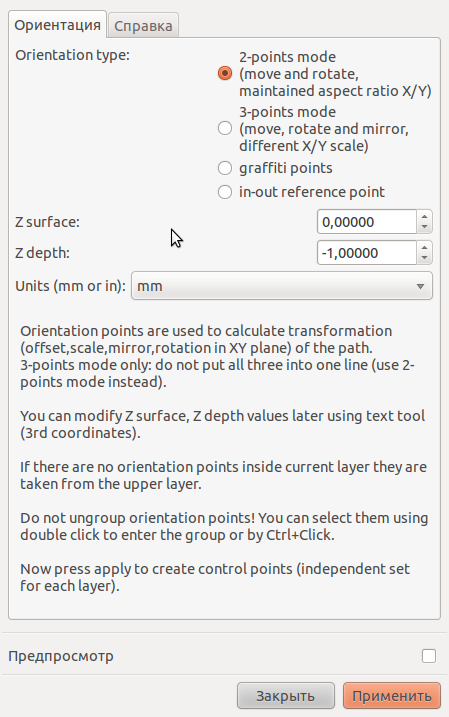 Ориентация Справка
Orientation type:
2-points mode
(move and rotate,
maintained aspect ratio X/Y)
3-points mode
(move, rotate and mirror,
different X/Y scale)
graffiti points
in-out reference point
Z surface: 0,00000
Z depth: -1,00000
Units (mm or in): mm
Orientation points are used to calculate transformation
(offset,scale,mirror,rotation in XY plane) of the path.
3-points mode only: do not put all three into one line (use 2-
points mode instead).
You can modify Z surface, Z depth values later using text tool
(3rd coordinates).
If there are no orientation points inside current layer they are
taken from the upper layer.
Do not ungroup orientation points! You can select them using
double click to enter the group or by Ctrl+Click.
Now press apply to create control points (independent set
for each layer).
Предпросмотр
Закрыть Применить